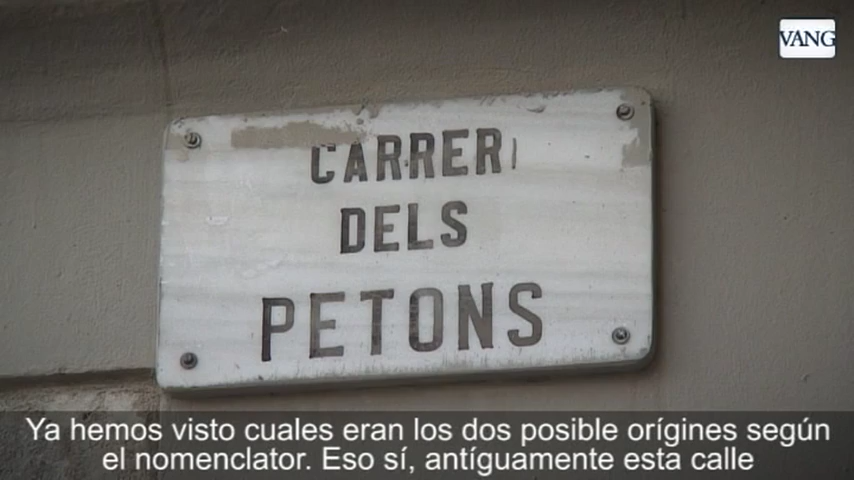 VANG
CARRER
DELS
PETONS
Ya hemos visto cuales eran los dos posible orígines según
el nomenclator. Eso sí, antíguamente esta calle